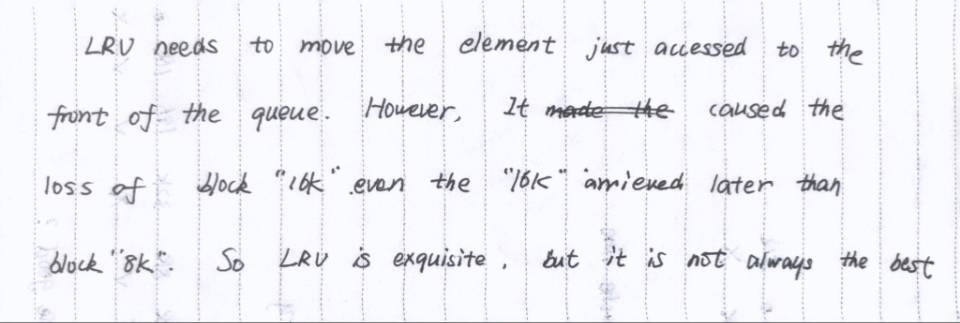 LRU needs to move the element just accessed to the
front of the queue. However, It made the caused the
loss of block "16K" even the "16K" arrieved later than
block "8K". So LRU is exquisite, but it is not always the best